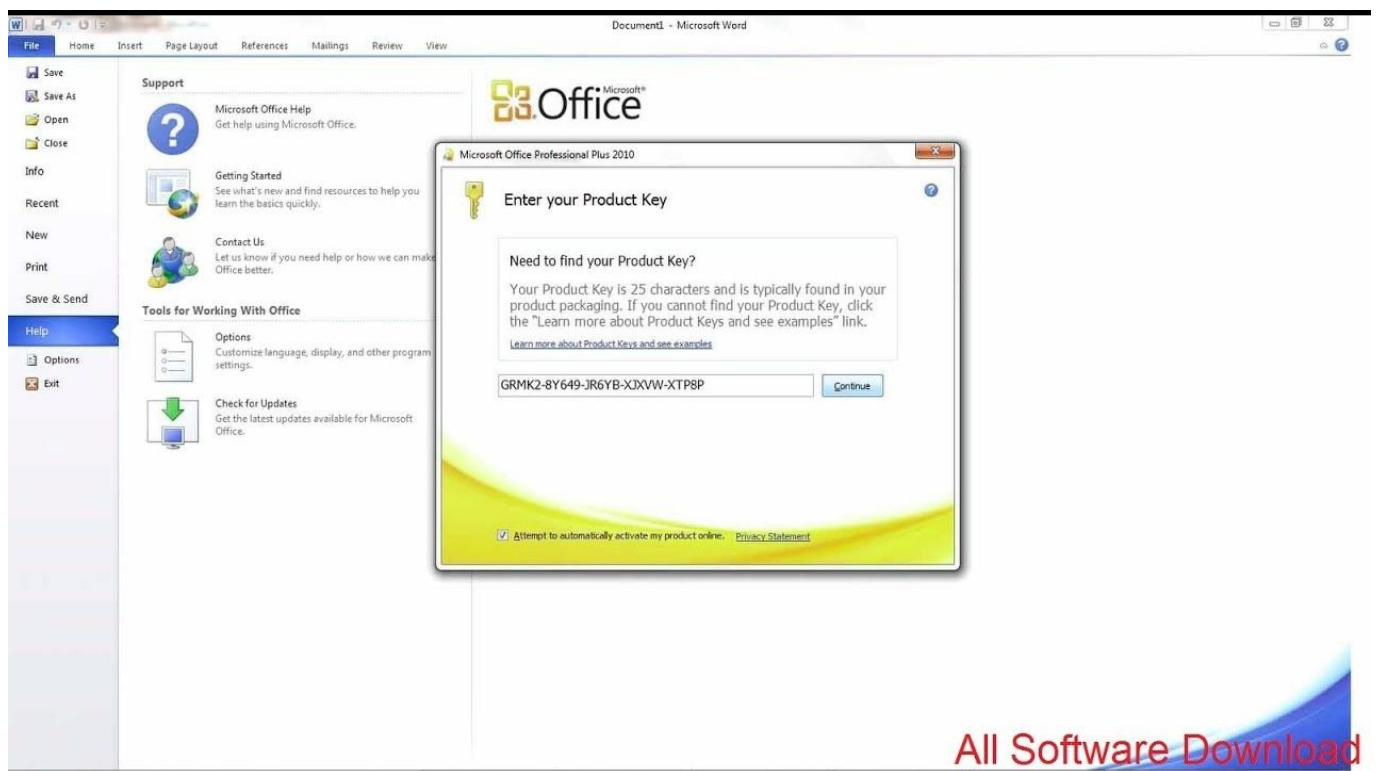 Document1 - Microsoft Word
File Home Insert Page Layout References Mailings Review View
Save
Save As
Open
Close
Info
Recent
New
Print
Save & Send
Help
Options
Exit
Support
Microsoft Office Help
Get help using Microsoft Office.
Getting Started
See what's new and find resources to help you
learn the basics quickly.
Contact Us
Let us know if you need help or how we can make
Office better.
Tools for Working With Office
Options
Customize language, display, and other program
settings.
Check for Updates
Get the latest updates available for Microsoft
Office.
Microsoft®
Office
Microsoft Office Professional Plus 2010
Enter your Product Key
Need to find your Product Key?
Your Product Key is 25 characters and is typically found in your
product packaging. If you cannot find your Product Key, click
the "Learn more about Product Keys and see examples" link.
Learn more about Product Keys and see examples
GRMK2-8Y649-JR6YB-XJXVW-XTP8P
Continue
Attempt to automatically activate my product online. Privacy Statement
All Software Download